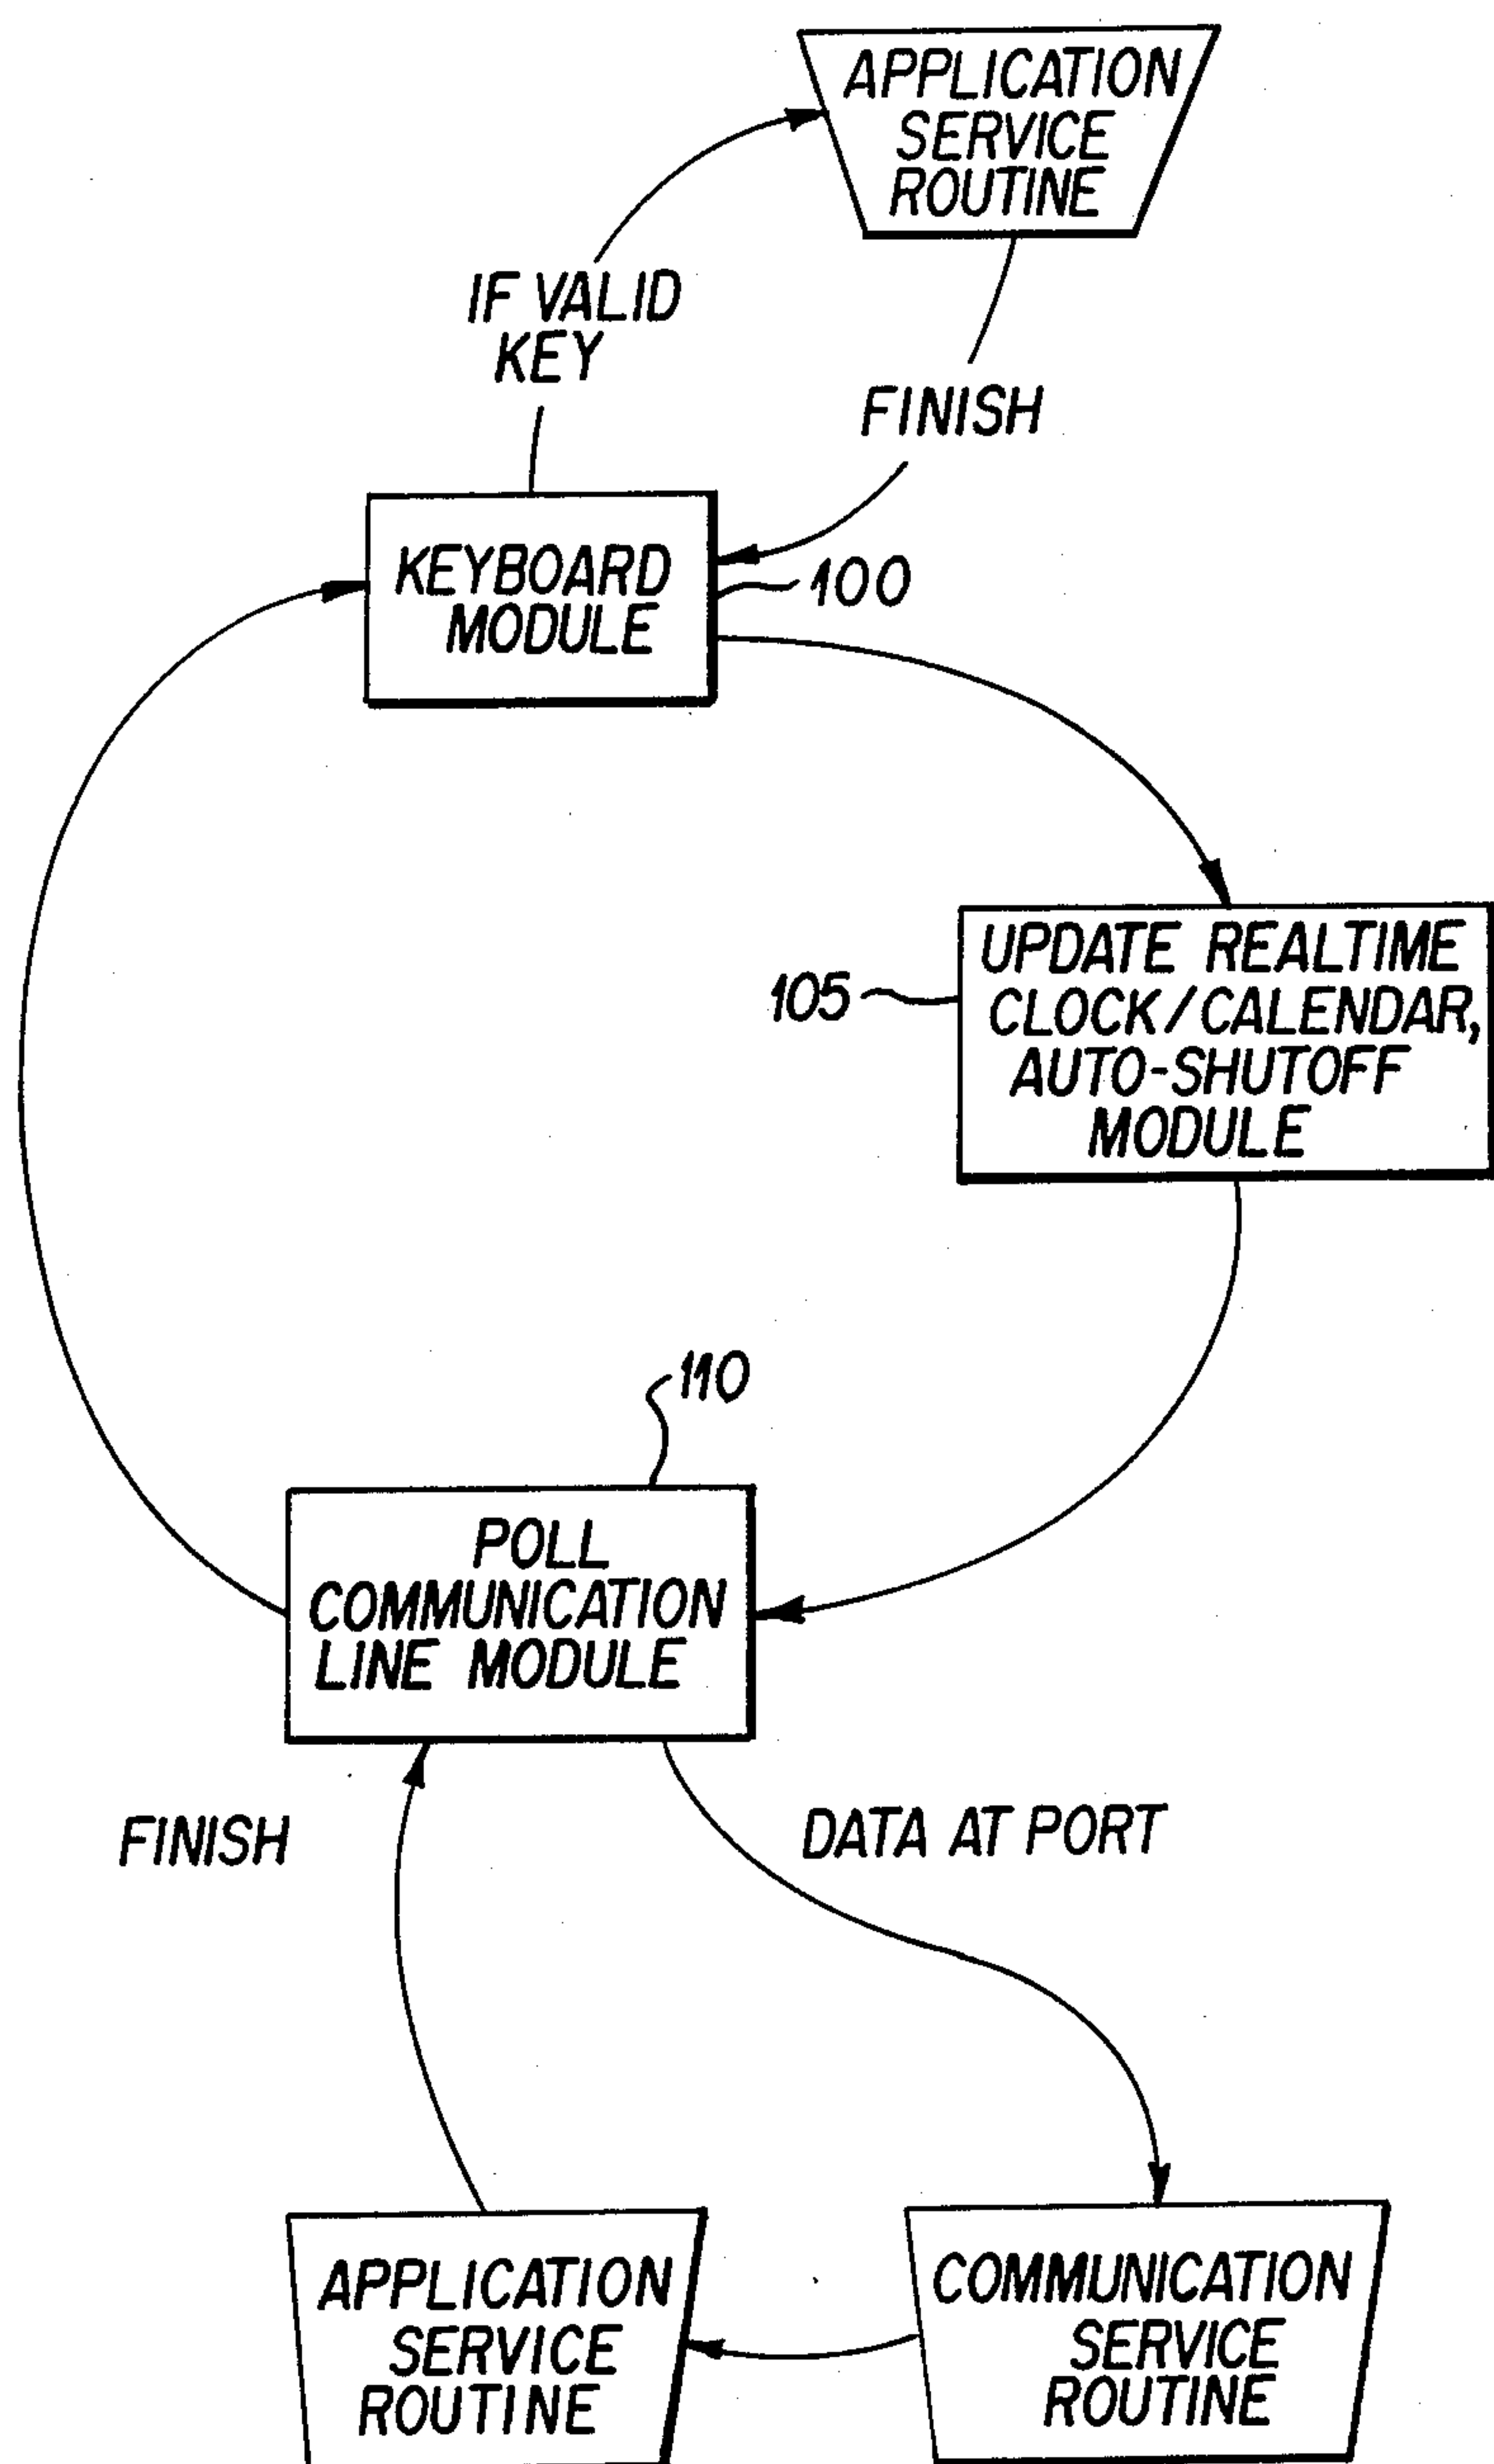 APPLICATION
SERVICE
ROUTINE
IF VALID
KEY
FINISH
KEYBOARD
MODULE
100
UPDATE REALTIME
CLOCK/CALENDAR,
AUTO-SHUTOFF
MODULE
105
110
POLL
COMMUNICATION
LINE MODULE
FINISH
DATA AT PORT
APPLICATION
SERVICE
ROUTINE
COMMUNICATION
SERVICE
ROUTINE